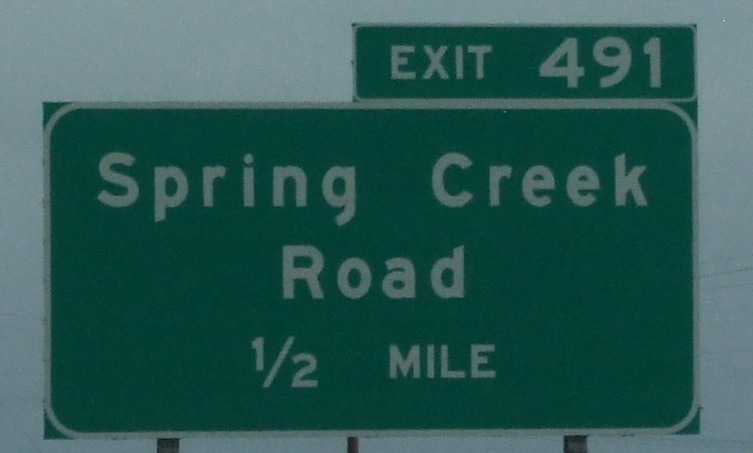 EXIT 491
Spring Creek
Road
1/2 MILE